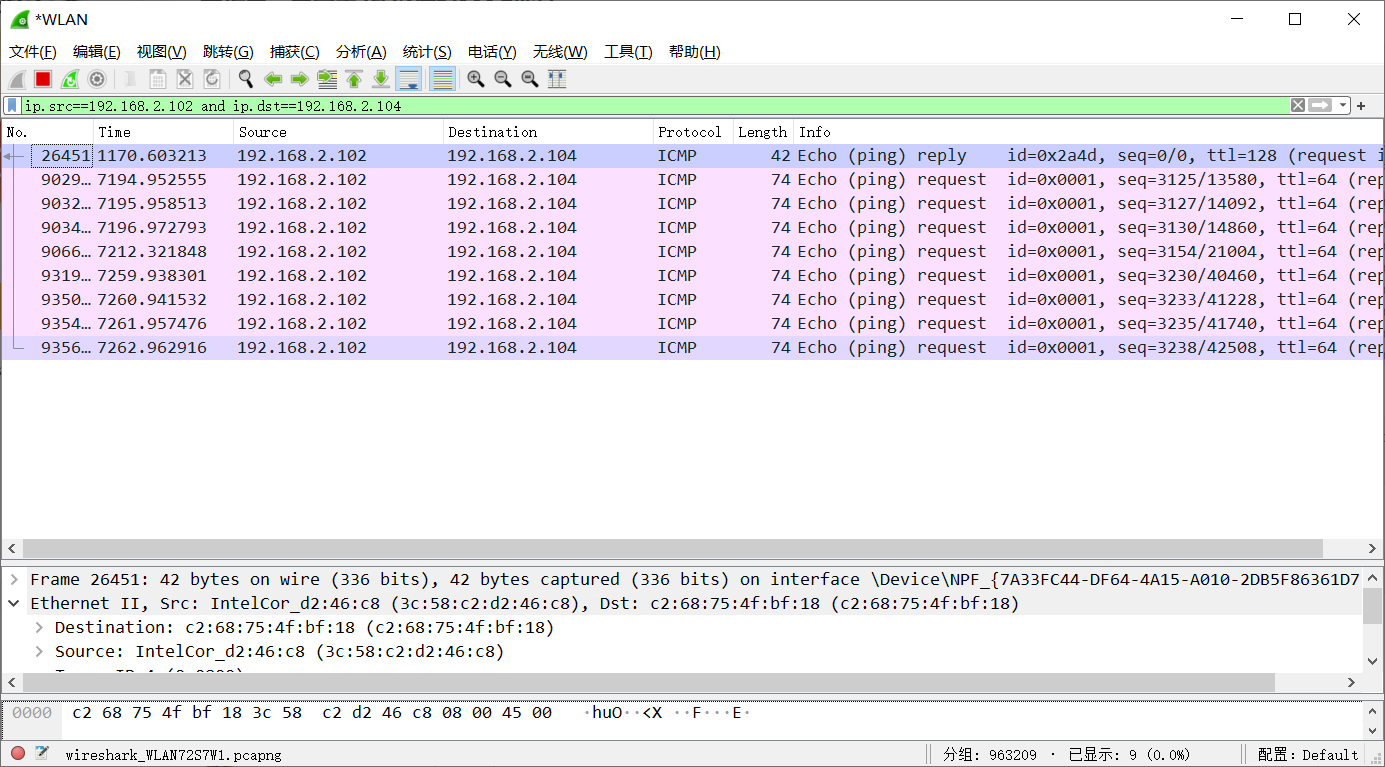 *WLAN
文件(F) 编辑(E) 视图(V) 跳转(G) 捕获(C) 分析(A) 统计(S) 电话(Y) 无线(W) 工具(T) 帮助(H)
ip.src==192.168.2.102 and ip.dst==192.168.2.104
No. Time Source Destination Protocol Length Info
26451 1170.603213 192.168.2.102 192.168.2.104 ICMP 42 Echo (ping) reply id=0x2a4d, seq=0/0, ttl=128 (request i
9029… 7194.952555 192.168.2.102 192.168.2.104 ICMP 74 Echo (ping) request id=0x0001, seq=3125/13580, ttl=64 (rep
9032… 7195.958513 192.168.2.102 192.168.2.104 ICMP 74 Echo (ping) request id=0x0001, seq=3127/14092, ttl=64 (rep
9034… 7196.972793 192.168.2.102 192.168.2.104 ICMP 74 Echo (ping) request id=0x0001, seq=3130/14860, ttl=64 (rep
9066… 7212.321848 192.168.2.102 192.168.2.104 ICMP 74 Echo (ping) request id=0x0001, seq=3154/21004, ttl=64 (rep
9319… 7259.938301 192.168.2.102 192.168.2.104 ICMP 74 Echo (ping) request id=0x0001, seq=3230/40460, ttl=64 (rep
9350… 7260.941532 192.168.2.102 192.168.2.104 ICMP 74 Echo (ping) request id=0x0001, seq=3233/41228, ttl=64 (rep
9354… 7261.957476 192.168.2.102 192.168.2.104 ICMP 74 Echo (ping) request id=0x0001, seq=3235/41740, ttl=64 (rep
9356… 7262.962916 192.168.2.102 192.168.2.104 ICMP 74 Echo (ping) request id=0x0001, seq=3238/42508, ttl=64 (rep
Frame 26451: 42 bytes on wire (336 bits), 42 bytes captured (336 bits) on interface \Device\NPF_{7A33FC44-DF64-4A15-A010-2DB5F86361D7
Ethernet II, Src: IntelCor_d2:46:c8 (3c:58:c2:d2:46:c8), Dst: c2:68:75:4f:bf:18 (c2:68:75:4f:bf:18)
Destination: c2:68:75:4f:bf:18 (c2:68:75:4f:bf:18)
Source: IntelCor_d2:46:c8 (3c:58:c2:d2:46:c8)
0000 c2 68 75 4f bf 18 3c 58 c2 d2 46 c8 08 00 45 00 ·huO··<X ··F···E·
wireshark_WLAN72S7W1.pcapng 分组: 963209 · 已显示: 9 (0.0%) 配置: Default